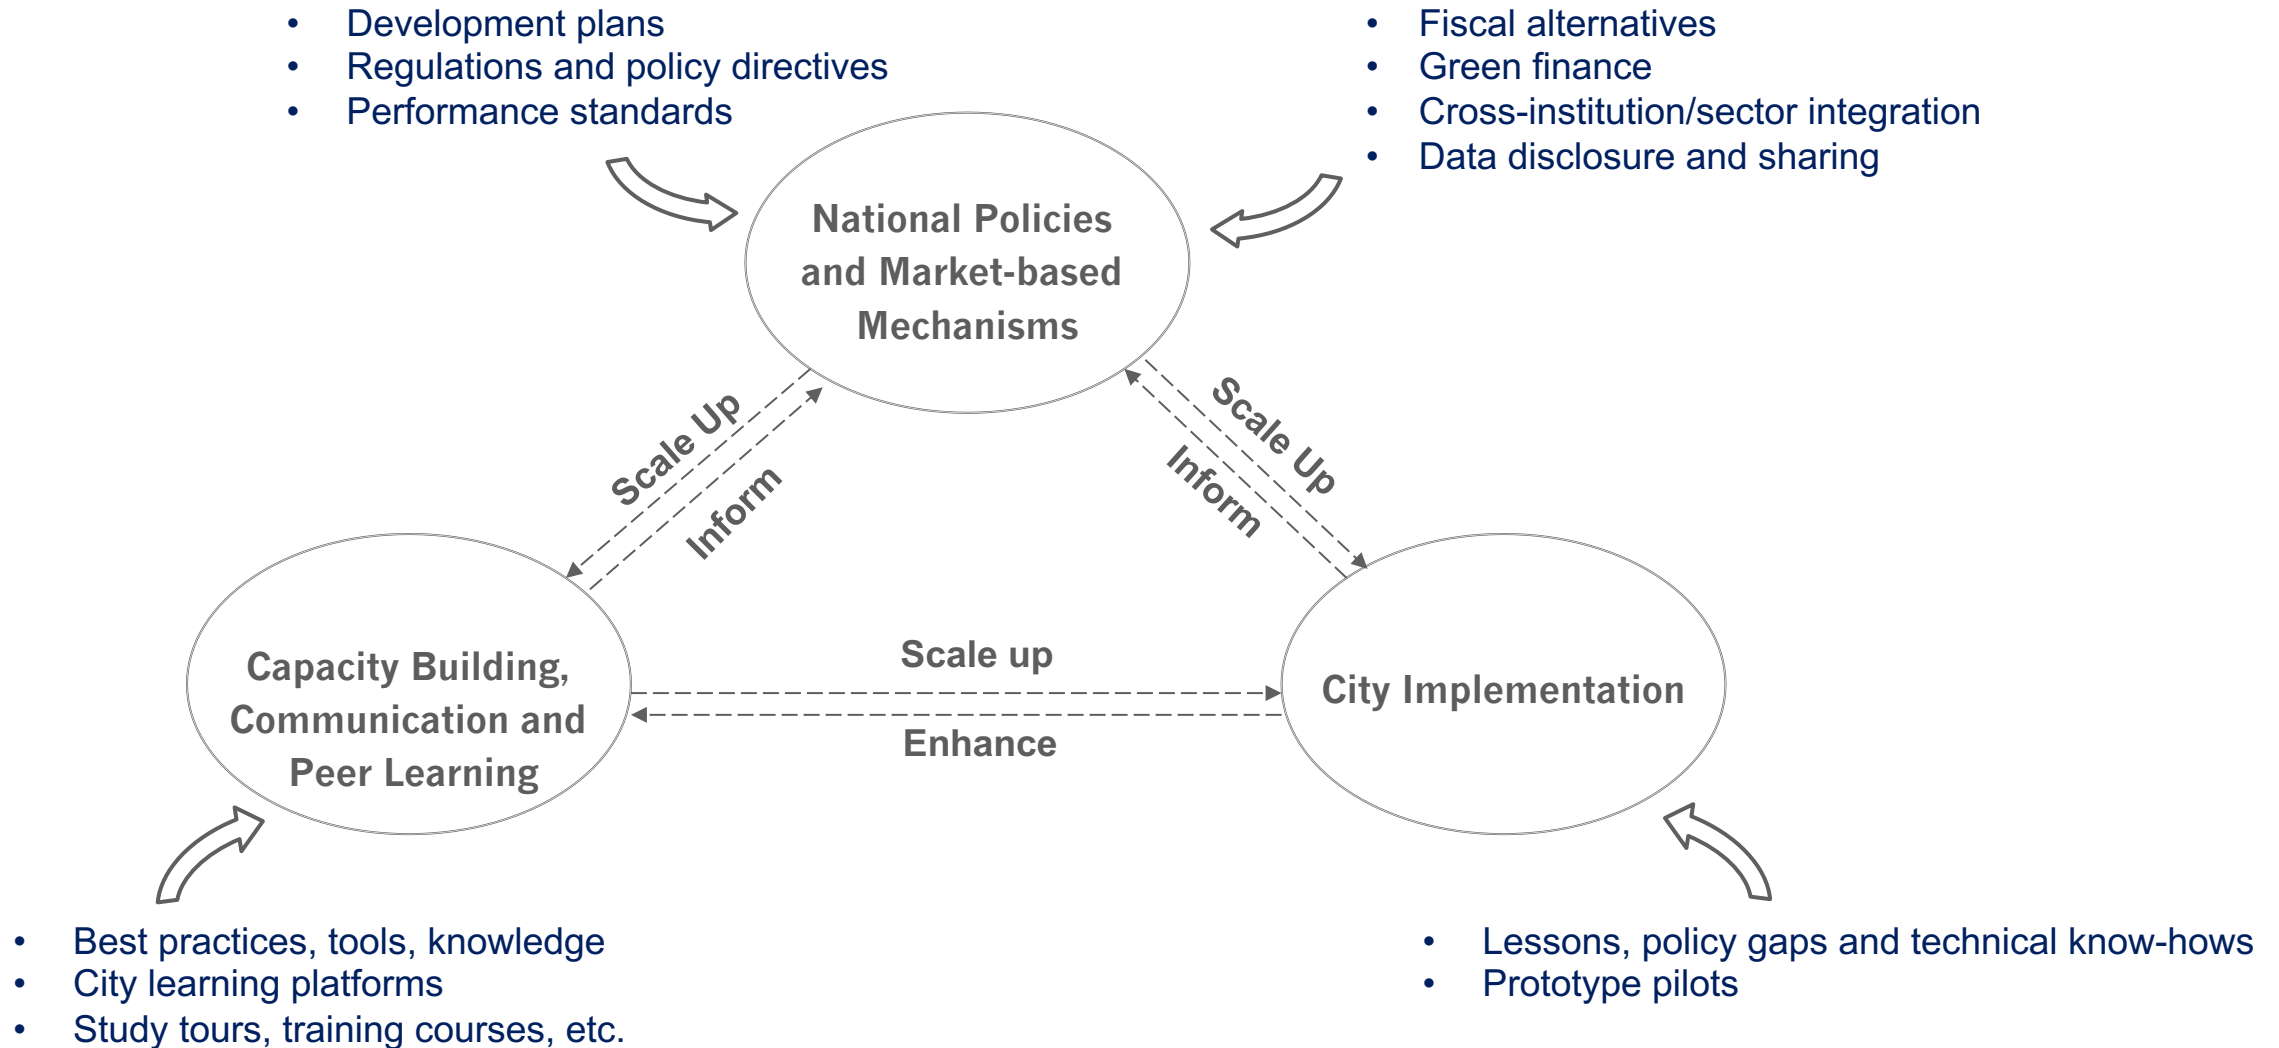 • Development plans
• Regulations and policy directives
• Performance standards
• Fiscal alternatives
• Green finance
• Cross-institution/sector integration
• Data disclosure and sharing
National Policies
and Market-based
Mechanisms
Scale Up
Inform
Scale Up
Inform
Capacity Building,
Communication and
Peer Learning
Scale up
Enhance
City Implementation
• Best practices, tools, knowledge
• City learning platforms
• Study tours, training courses, etc.
• Lessons, policy gaps and technical know-hows
• Prototype pilots